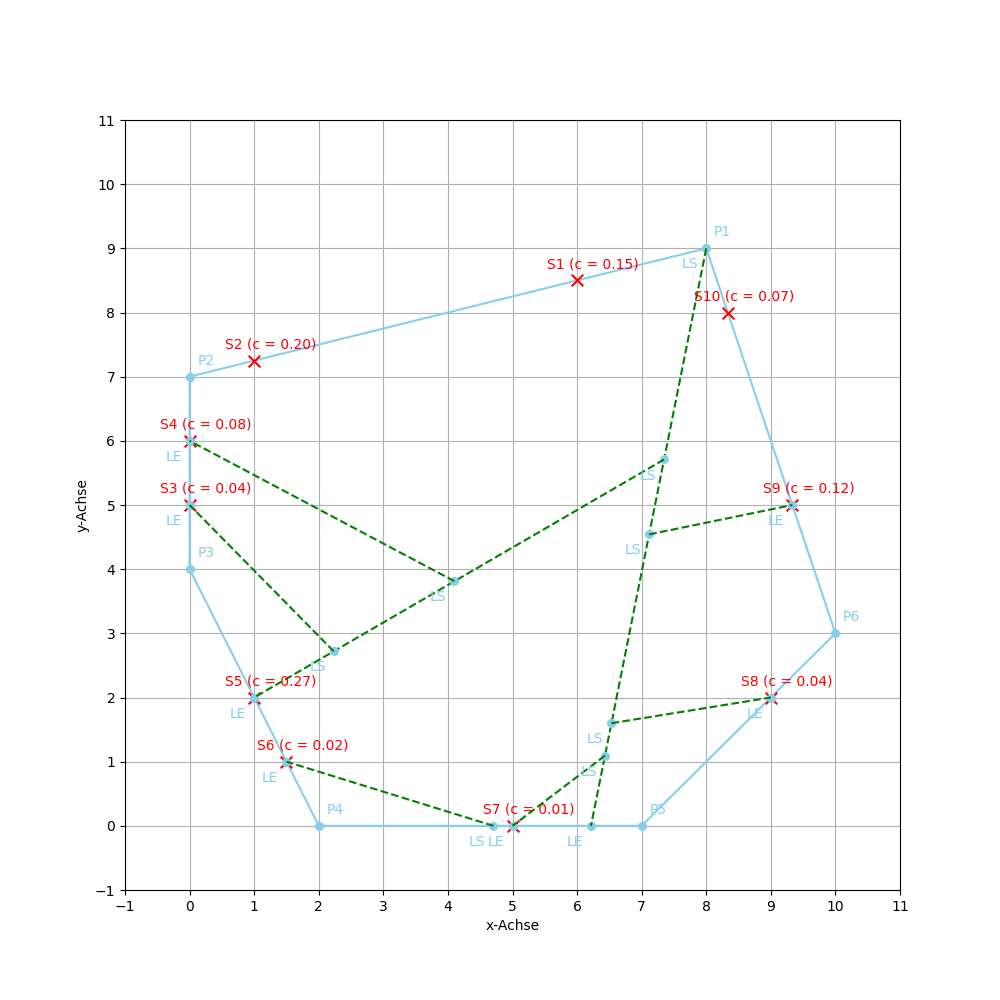 11
10
9
8
7
6
5
4
3
2
1
0
−1
y-Achse
P1
LS
S1 (c = 0.15)
S10 (c = 0.07)
S2 (c = 0.20)
P2
S4 (c = 0.08)
LE
LS
S3 (c = 0.04)
S9 (c = 0.12)
LE
LE
LS
P3
LS
P6
LS
S5 (c = 0.27)
S8 (c = 0.04)
LE
LE
LS
S6 (c = 0.02)
LE
LS
P4
S7 (c = 0.01)
P5
LS LE
LE
−1 0 1 2 3 4 5 6 7 8 9 10 11
x-Achse